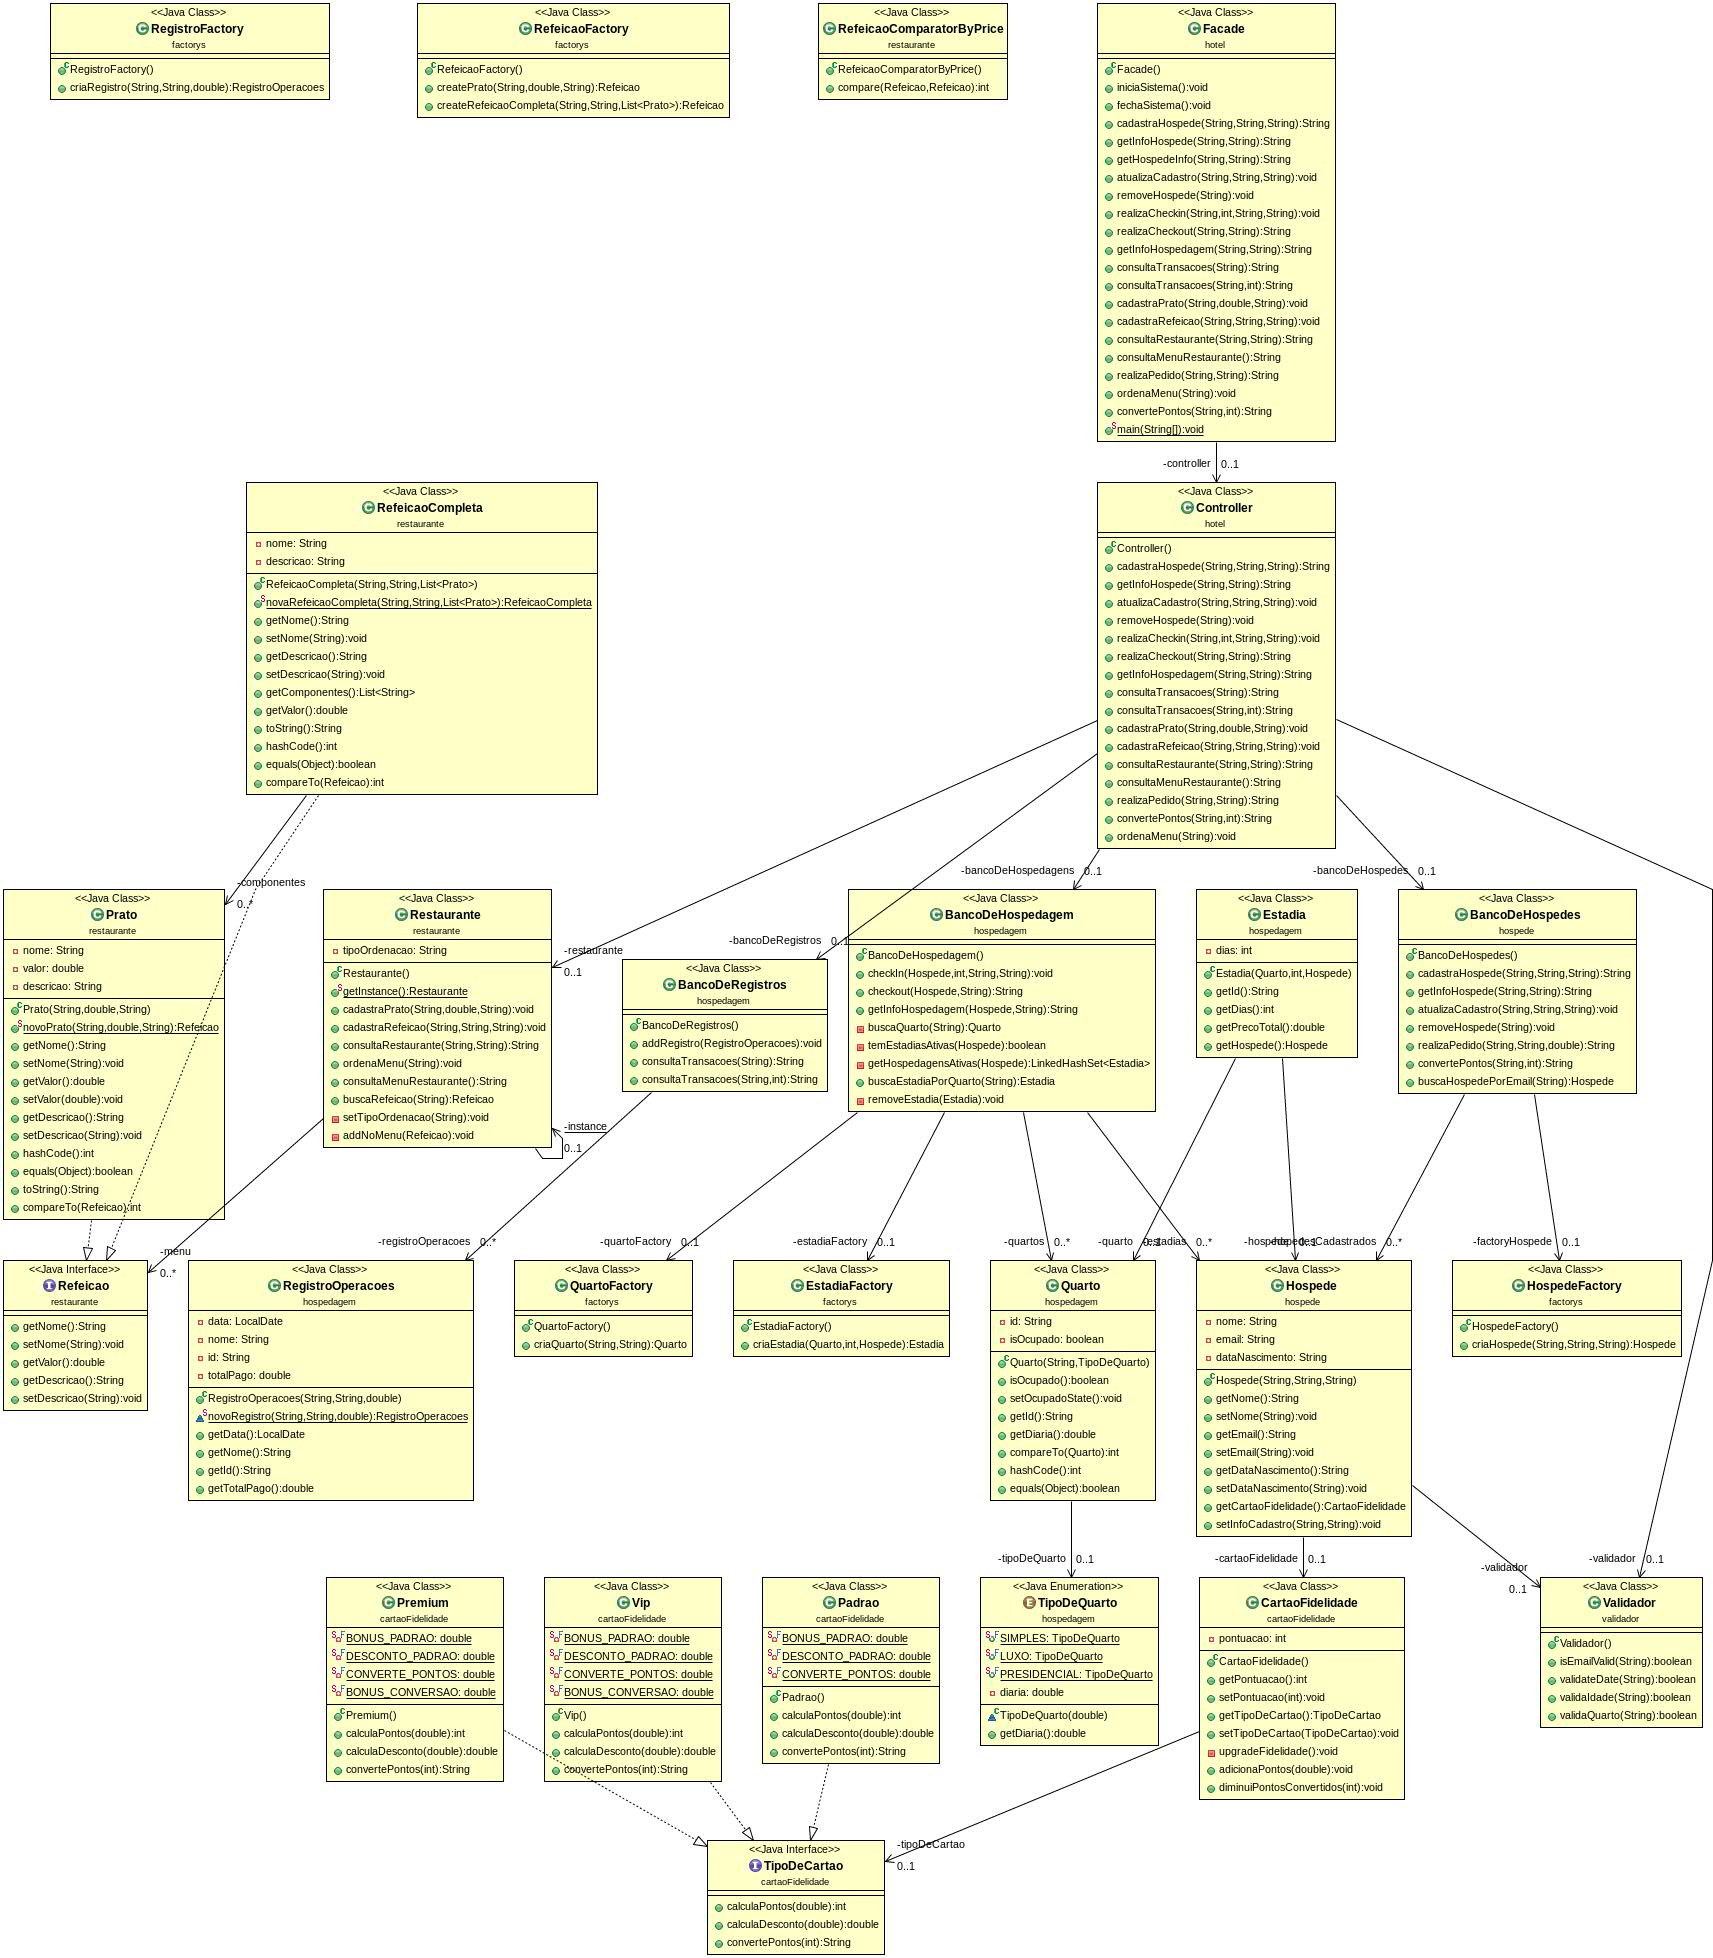 <<Java Class>>
RegistroFactory
factorys
RegistroFactory()
criaRegistro(String,String,double):RegistroOperacoes
<<Java Class>>
RefeicaoFactory
factorys
RefeicaoFactory()
createPrato(String,double,String):Refeicao
createRefeicaoCompleta(String,String,List<Prato>):Refeicao
<<Java Class>>
RefeicaoComparatorByPrice
restaurante
RefeicaoComparatorByPrice()
compare(Refeicao,Refeicao):int
<<Java Class>>
Facade
hotel
Facade()
iniciaSistema():void
fechaSistema():void
cadastraHospede(String,String,String):String
getInfoHospede(String,String):String
getHospedeInfo(String,String):String
atualizaCadastro(String,String,String):void
removeHospede(String):void
realizaCheckin(String,int,String,String):void
realizaCheckout(String,String):String
getInfoHospedagem(String,String):String
consultaTransacoes(String):String
consultaTransacoes(String,int):String
cadastraPrato(String,double,String):void
cadastraRefeicao(String,String,String):void
consultaRestaurante(String,String):String
consultaMenuRestaurante():String
realizaPedido(String,String):String
ordenaMenu(String):void
convertePontos(String,int):String
main(String[]):void
-controller
0..1
<<Java Class>>
RefeicaoCompleta
restaurante
nome: String
descricao: String
RefeicaoCompleta(String,String,List<Prato>)
novaRefeicaoCompleta(String,String,List<Prato>):RefeicaoCompleta
getNome():String
setNome(String):void
getDescricao():String
setDescricao(String):void
getComponentes():List<String>
getValor():double
toString():String
hashCode():int
equals(Object):boolean
compareTo(Refeicao):int
<<Java Class>>
Controller
hotel
Controller()
cadastraHospede(String,String,String):String
getInfoHospede(String,String):String
atualizaCadastro(String,String,String):void
removeHospede(String):void
realizaCheckin(String,int,String,String):void
realizaCheckout(String,String):String
getInfoHospedagem(String,String):String
consultaTransacoes(String):String
consultaTransacoes(String,int):String
cadastraPrato(String,double,String):void
cadastraRefeicao(String,String,String):void
consultaRestaurante(String,String):String
consultaMenuRestaurante():String
realizaPedido(String,String):String
convertePontos(String,int):String
ordenaMenu(String):void
-componentes
0..*
-restaurante
0..1
-bancoDeRegistros
0..1
-bancoDeHospedagens
0..1
-bancoDeHospedes
0..1
<<Java Class>>
Prato
restaurante
nome: String
valor: double
descricao: String
Prato(String,double,String)
novoPrato(String,double,String):Refeicao
getNome():String
setNome(String):void
getValor():double
setValor(double):void
getDescricao():String
setDescricao(String):void
hashCode():int
equals(Object):boolean
toString():String
compareTo(Refeicao):int
<<Java Class>>
Restaurante
restaurante
tipoOrdenacao: String
Restaurante()
getInstance():Restaurante
cadastraPrato(String,double,String):void
cadastraRefeicao(String,String,String):void
consultaRestaurante(String,String):String
ordenaMenu(String):void
consultaMenuRestaurante():String
buscaRefeicao(String):Refeicao
setTipoOrdenacao(String):void
addNoMenu(Refeicao):void
-instance
0..1
<<Java Class>>
BancoDeRegistros
hospedagem
BancoDeRegistros()
addRegistro(RegistroOperacoes):void
consultaTransacoes(String):String
consultaTransacoes(String,int):String
<<Java Class>>
BancoDeHospedagem
hospedagem
BancoDeHospedagem()
checkIn(Hospede,int,String,String):void
checkout(Hospede,String):String
getInfoHospedagem(Hospede,String):String
buscaQuarto(String):Quarto
temEstadiasAtivas(Hospede):boolean
getHospedagensAtivas(Hospede):LinkedHashSet<Estadia>
buscaEstadiaPorQuarto(String):Estadia
removeEstadia(Estadia):void
<<Java Class>>
Estadia
hospedagem
dias: int
Estadia(Quarto,int,Hospede)
getId():String
getDias():int
getPrecoTotal():double
getHospede():Hospede
<<Java Class>>
BancoDeHospedes
hospede
BancoDeHospedes()
cadastraHospede(String,String,String):String
getInfoHospede(String,String):String
atualizaCadastro(String,String,String):void
removeHospede(String):void
realizaPedido(String,String,double):String
convertePontos(String,int):String
buscaHospedePorEmail(String):Hospede
-menu
0..*
-registroOperacoes
0..*
-quartoFactory
0..1
-estadiaFactory
0..1
-quartos
0..*
-quarto
0..1
-estadias
0..*
-hospede
0..1
-hospedesCadastrados
0..*
-factoryHospede
0..1
<<Java Interface>>
Refeicao
restaurante
getNome():String
setNome(String):void
getValor():double
getDescricao():String
setDescricao(String):void
<<Java Class>>
RegistroOperacoes
hospedagem
data: LocalDate
nome: String
id: String
totalPago: double
RegistroOperacoes(String,String,double)
novoRegistro(String,String,double):RegistroOperacoes
getData():LocalDate
getNome():String
getId():String
getTotalPago():double
<<Java Class>>
QuartoFactory
factorys
QuartoFactory()
criaQuarto(String,String):Quarto
<<Java Class>>
EstadiaFactory
factorys
EstadiaFactory()
criaEstadia(Quarto,int,Hospede):Estadia
<<Java Class>>
Quarto
hospedagem
id: String
isOcupado: boolean
Quarto(String,TipoDeQuarto)
isOcupado():boolean
setOcupadoState():void
getId():String
getDiaria():double
compareTo(Quarto):int
hashCode():int
equals(Object):boolean
<<Java Class>>
Hospede
hospede
nome: String
email: String
dataNascimento: String
Hospede(String,String,String)
getNome():String
setNome(String):void
getEmail():String
setEmail(String):void
getDataNascimento():String
setDataNascimento(String):void
getCartaoFidelidade():CartaoFidelidade
setInfoCadastro(String,String):void
<<Java Class>>
HospedeFactory
factorys
HospedeFactory()
criaHospede(String,String,String):Hospede
-tipoDeQuarto
0..1
-cartaoFidelidade
0..1
-validador
0..1
-validador
0..1
<<Java Class>>
Premium
cartaoFidelidade
BONUS_PADRAO: double
DESCONTO_PADRAO: double
CONVERTE_PONTOS: double
BONUS_CONVERSAO: double
Premium()
calculaPontos(double):int
calculaDesconto(double):double
convertePontos(int):String
<<Java Class>>
Vip
cartaoFidelidade
BONUS_PADRAO: double
DESCONTO_PADRAO: double
CONVERTE_PONTOS: double
BONUS_CONVERSAO: double
Vip()
calculaPontos(double):int
calculaDesconto(double):double
convertePontos(int):String
<<Java Class>>
Padrao
cartaoFidelidade
BONUS_PADRAO: double
DESCONTO_PADRAO: double
CONVERTE_PONTOS: double
Padrao()
calculaPontos(double):int
calculaDesconto(double):double
convertePontos(int):String
<<Java Enumeration>>
TipoDeQuarto
hospedagem
SIMPLES: TipoDeQuarto
LUXO: TipoDeQuarto
PRESIDENCIAL: TipoDeQuarto
diaria: double
TipoDeQuarto(double)
getDiaria():double
<<Java Class>>
CartaoFidelidade
cartaoFidelidade
pontuacao: int
CartaoFidelidade()
getPontuacao():int
setPontuacao(int):void
getTipoDeCartao():TipoDeCartao
setTipoDeCartao(TipoDeCartao):void
upgradeFidelidade():void
adicionaPontos(double):void
diminuiPontosConvertidos(int):void
<<Java Class>>
Validador
validador
Validador()
isEmailValid(String):boolean
validateDate(String):boolean
validaIdade(String):boolean
validaQuarto(String):boolean
-tipoDeCartao
0..1
<<Java Interface>>
TipoDeCartao
cartaoFidelidade
calculaPontos(double):int
calculaDesconto(double):double
convertePontos(int):String